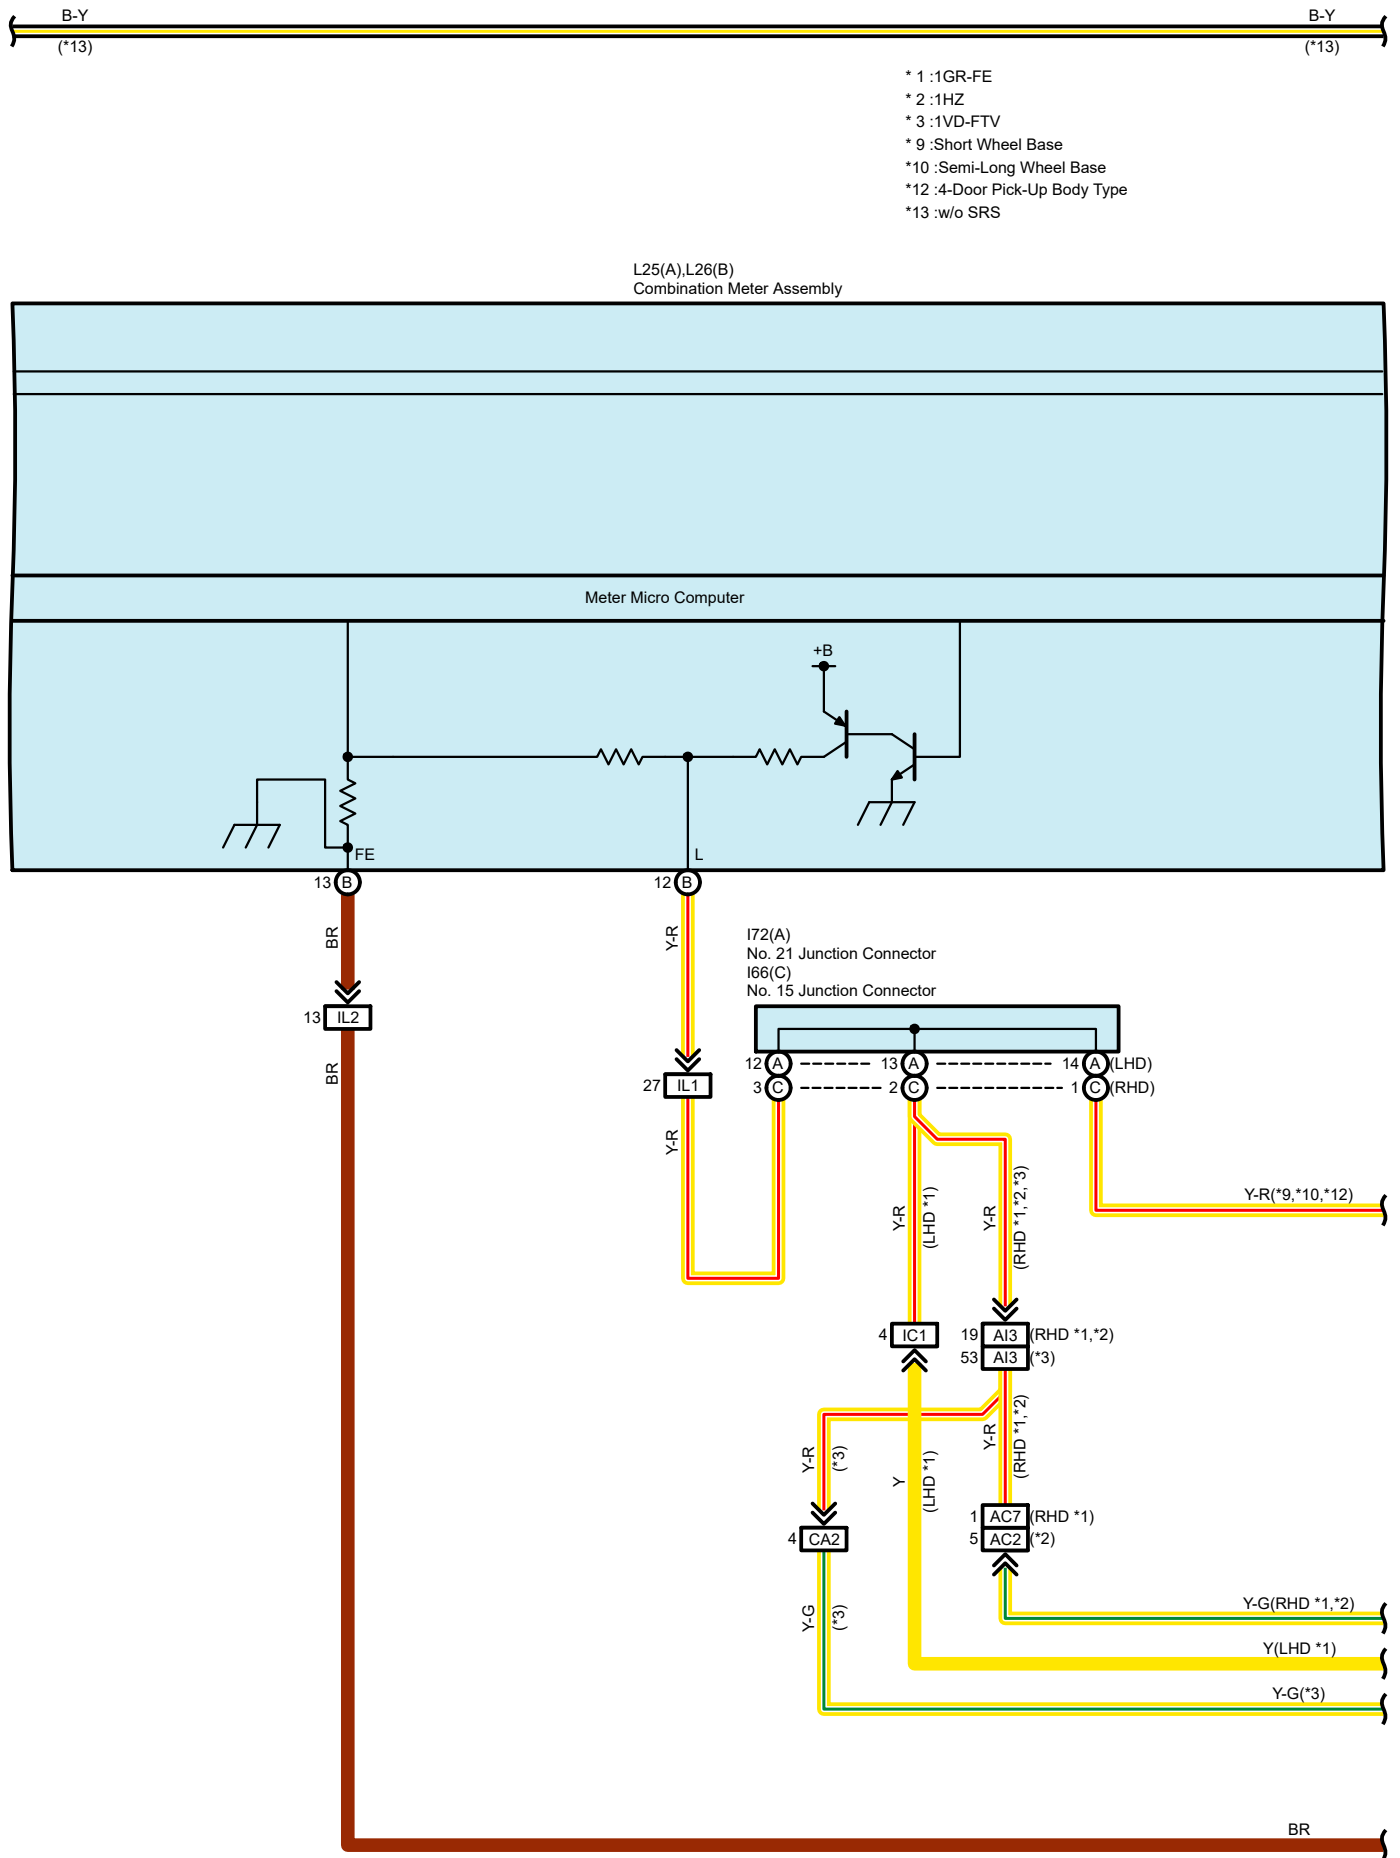 B-Y
B-Y
(*13)
(*13)
* 1 :1GR-FE
* 2 :1HZ
* 3 :1VD-FTV
* 9 :Short Wheel Base
*10 :Semi-Long Wheel Base
*12 :4-Door Pick-Up Body Type
*13 :w/o SRS
L25(A),L26(B)
Combination Meter Assembly
Meter Micro Computer
+B
FE
L
13 B
12 B
BR
Y-R
I72(A)
No. 21 Junction Connector
I66(C)
No. 15 Junction Connector
13 IL2
BR
12 A
13 A
14 A (LHD)
3 C
2 C
1 C (RHD)
27 IL1
Y-R
Y-R
(LHD *1)
Y-R
(RHD *1,*2,*3)
Y-R(*9,*10,*12)
4 IC1
19 AI3 (RHD *1,*2)
53 AI3 (*3)
Y-R
(*3)
Y
(LHD *1)
Y-R
(RHD *1,*2)
4 CA2
1 AC7 (RHD *1)
5 AC2 (*2)
Y-G
(*3)
Y-G(RHD *1,*2)
Y(LHD *1)
Y-G(*3)
BR